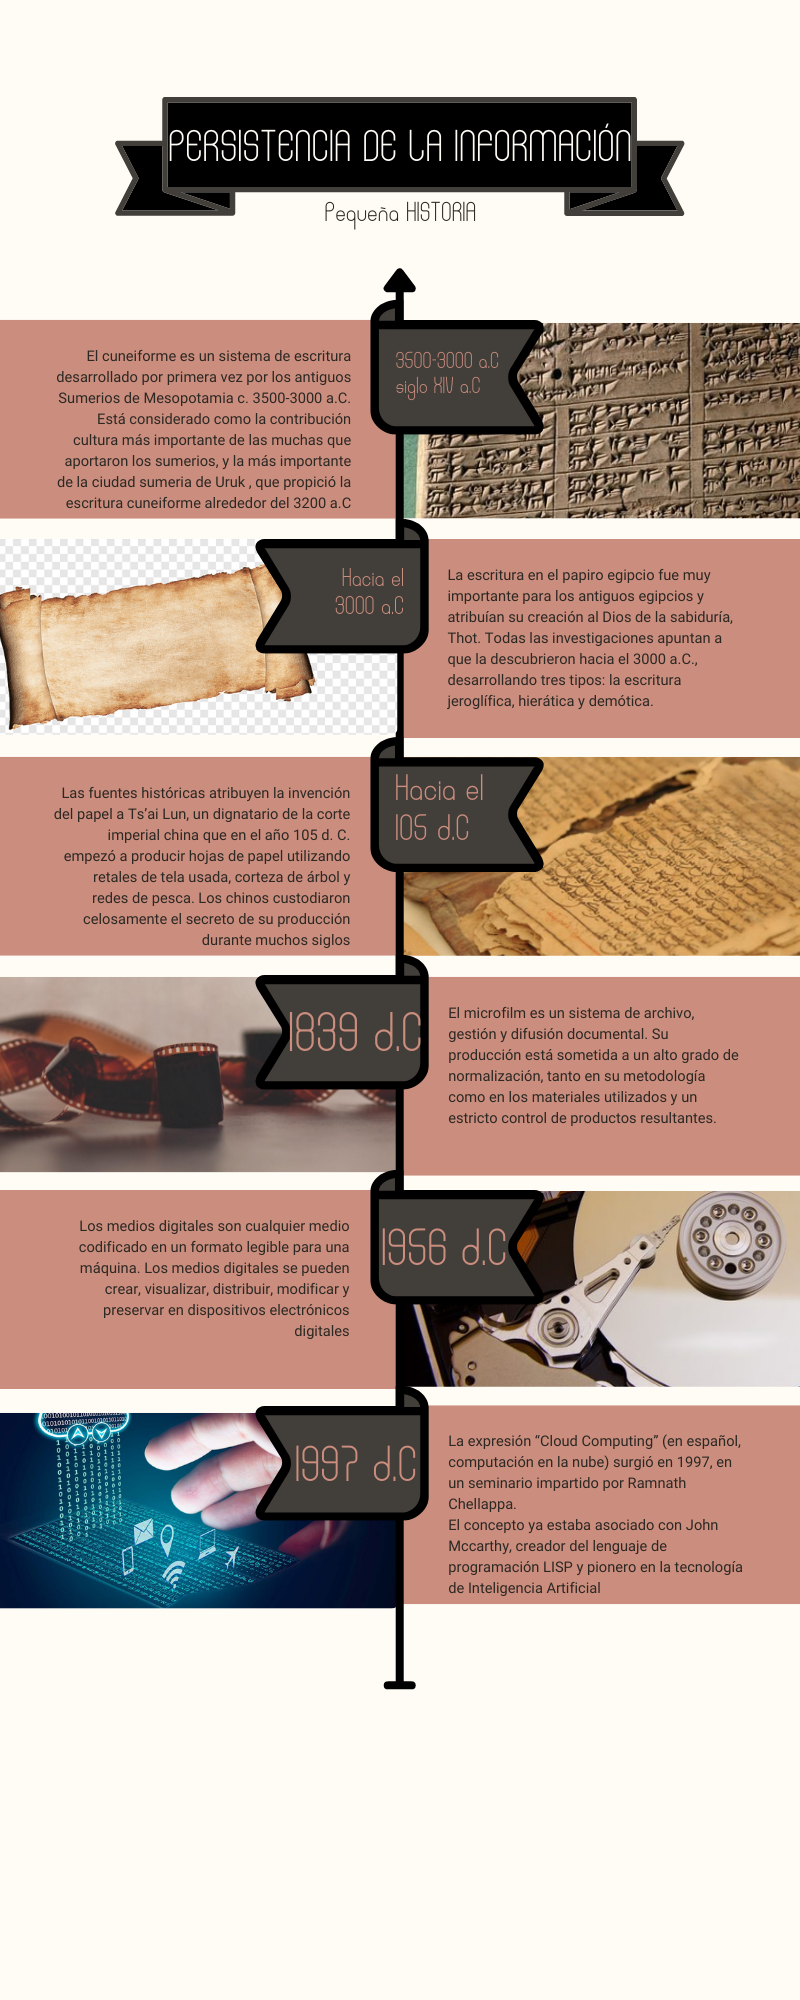 PERSISTENCIA DE LA INFORMACIÓN
Pequeña HISTORIA
3500-3000 a.C
siglo XIV a.C
El cuneiforme es un sistema de escritura
desarrollado por primera vez por los antiguos
Sumerios de Mesopotamia c. 3500-3000 a.C.
Está considerado como la contribución
cultura más importante de las muchas que
aportaron los sumerios, y la más importante
de la ciudad sumeria de Uruk , que propició la
escritura cuneiforme alrededor del 3200 a.C
Hacia el
3000 a.C
La escritura en el papiro egipcio fue muy
importante para los antiguos egipcios y
atribuían su creación al Dios de la sabiduría,
Thot. Todas las investigaciones apuntan a
que la descubrieron hacia el 3000 a.C.,
desarrollando tres tipos: la escritura
jeroglífica, hierática y demótica.
Hacia el
105 d.C
Las fuentes históricas atribuyen la invención
del papel a Ts'ai Lun, un dignatario de la corte
imperial china que en el año 105 d. C.
empezó a producir hojas de papel utilizando
retales de tela usada, corteza de árbol y
redes de pesca. Los chinos custodiaron
celosamente el secreto de su producción
durante muchos siglos
1839 d.C
El microfilm es un sistema de archivo,
gestión y difusión documental. Su
producción está sometida a un alto grado de
normalización, tanto en su metodología
como en los materiales utilizados y un
estricto control de productos resultantes.
1956 d.C
Los medios digitales son cualquier medio
codificado en un formato legible para una
máquina. Los medios digitales se pueden
crear, visualizar, distribuir, modificar y
preservar en dispositivos electrónicos
digitales
1997 d.C
La expresión “Cloud Computing” (en español,
computación en la nube) surgió en 1997, en
un seminario impartido por Ramnath
Chellappa.
El concepto ya estaba asociado con John
Mccarthy, creador del lenguaje de
programación LISP y pionero en la tecnología
de Inteligencia Artificial